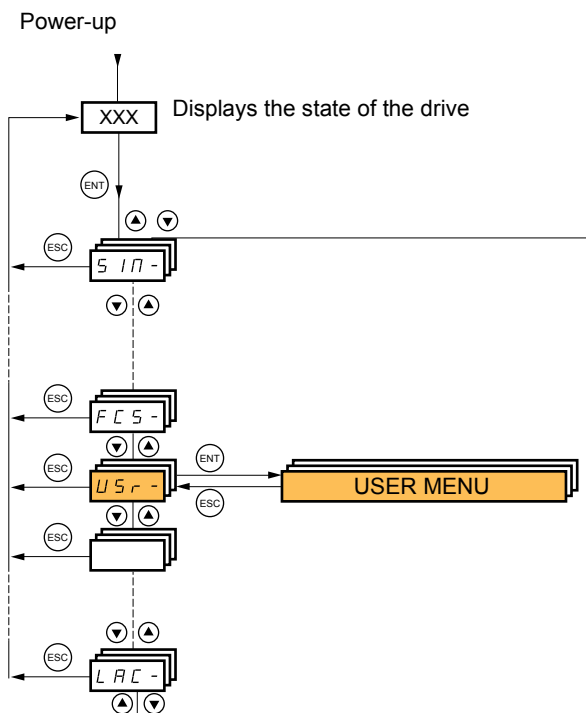 Power-up
XXX
Displays the state of the drive
ENT
ESC
SIM-
ESC
FCS-
ESC
USr-
ENT
ESC
USER MENU
ESC
ESC
LAC-